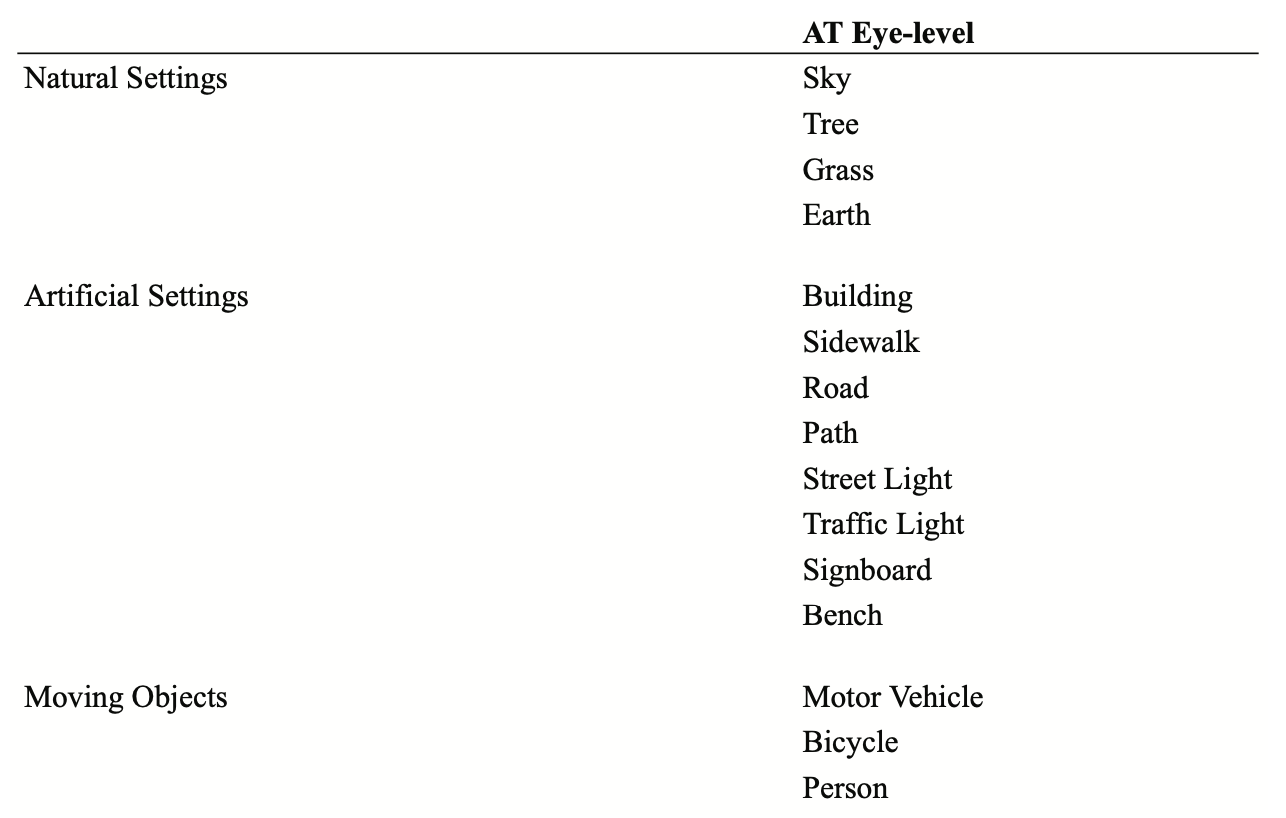 AT Eye-level
Natural Settings Sky
Tree
Grass
Earth
Artificial Settings Building
Sidewalk
Road
Path
Street Light
Traffic Light
Signboard
Bench
Moving Objects Motor Vehicle
Bicycle
Person